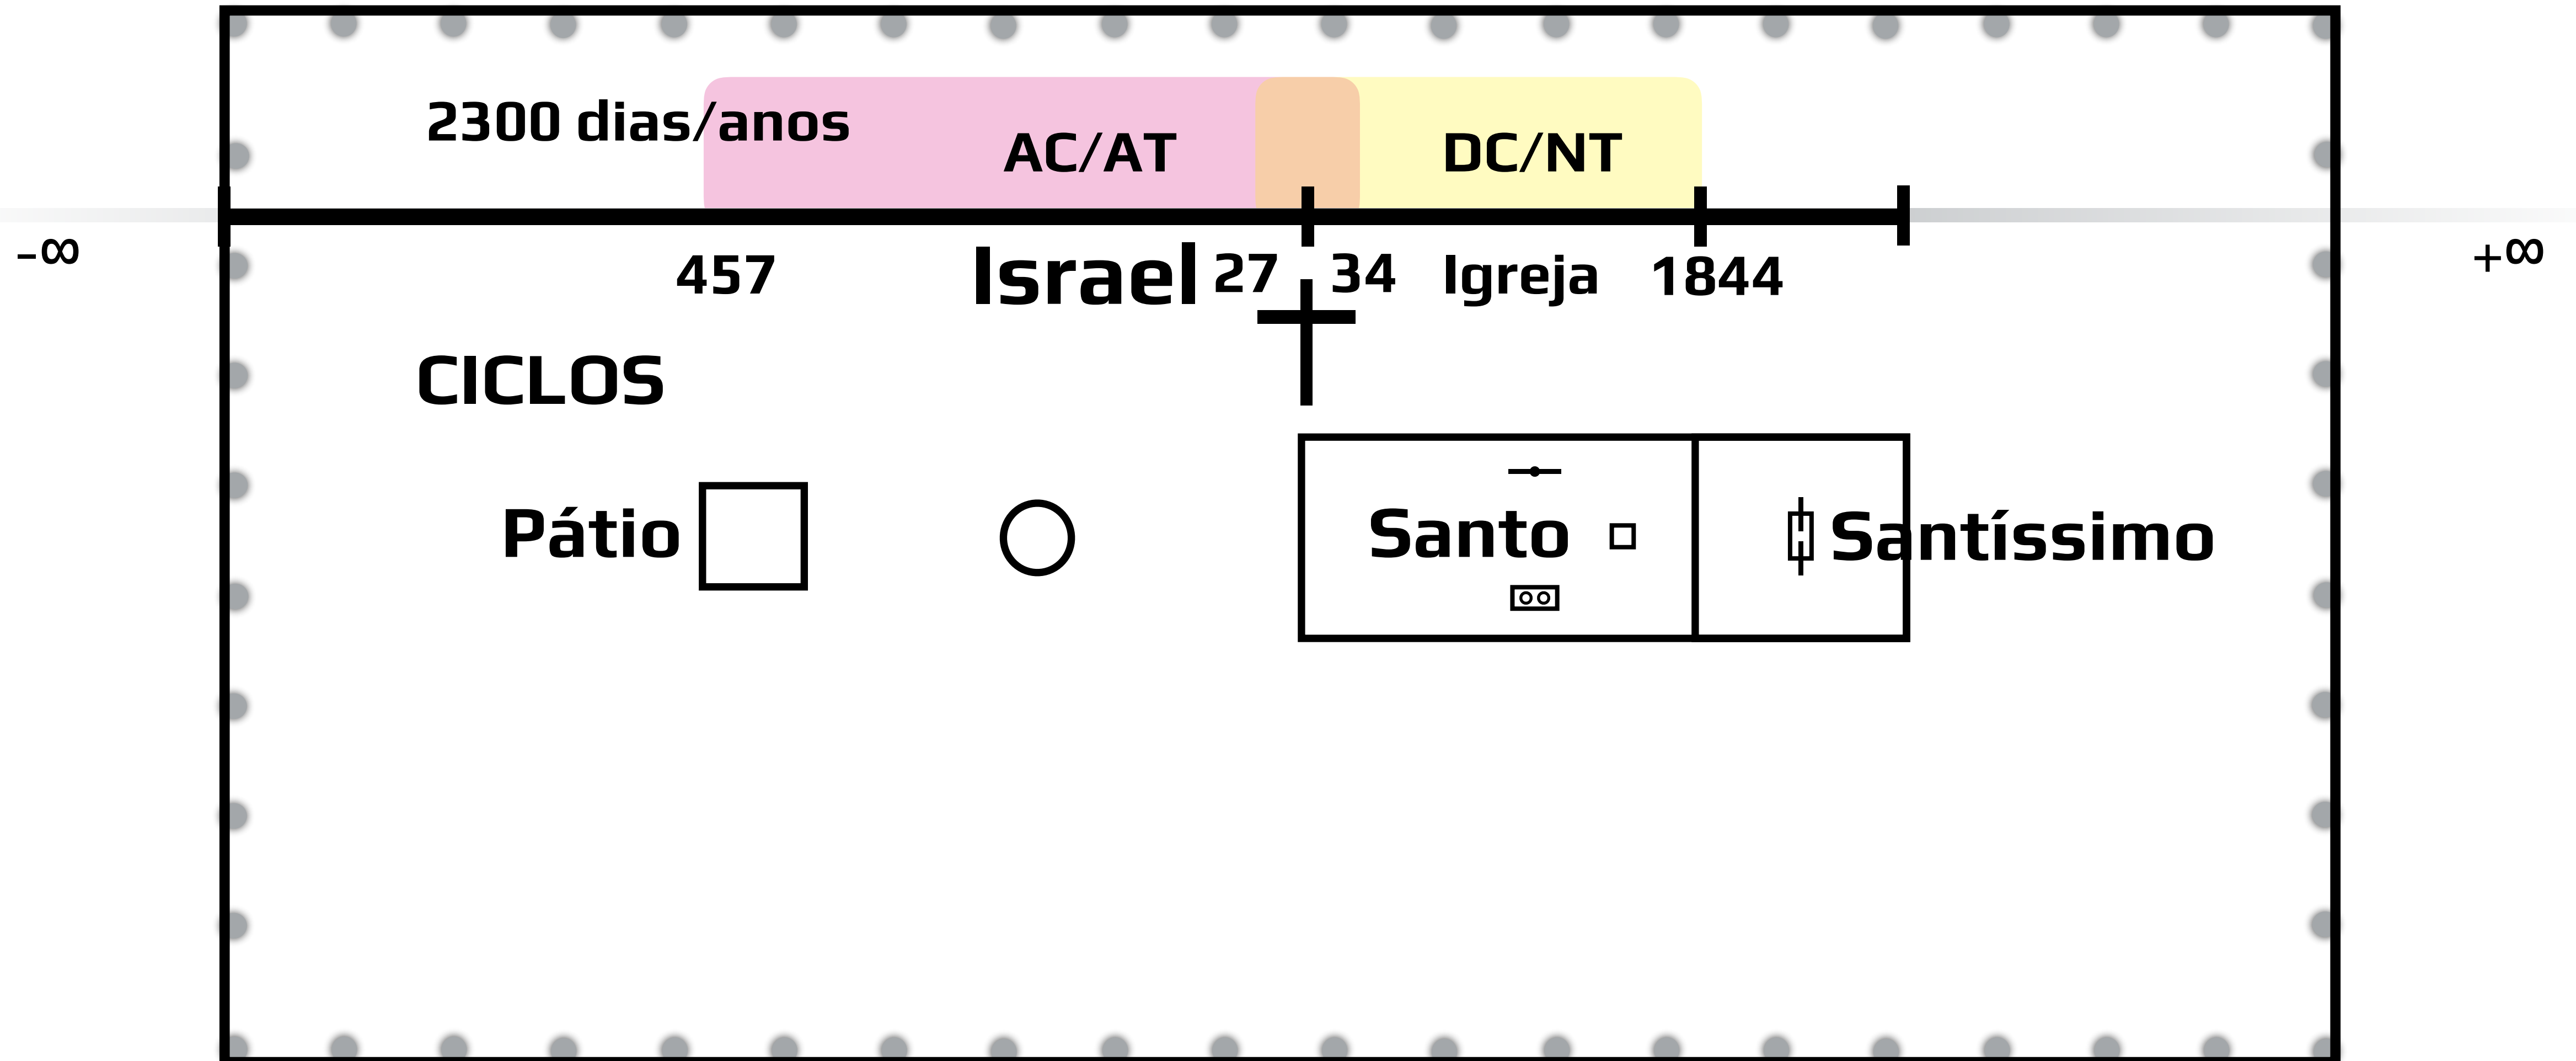 2300 dias/anos
AC/AT
DC/NT
-∞
457
Israel
27
34
Igreja
1844
+∞
CICLOS
Pátio
Santo
Santíssimo